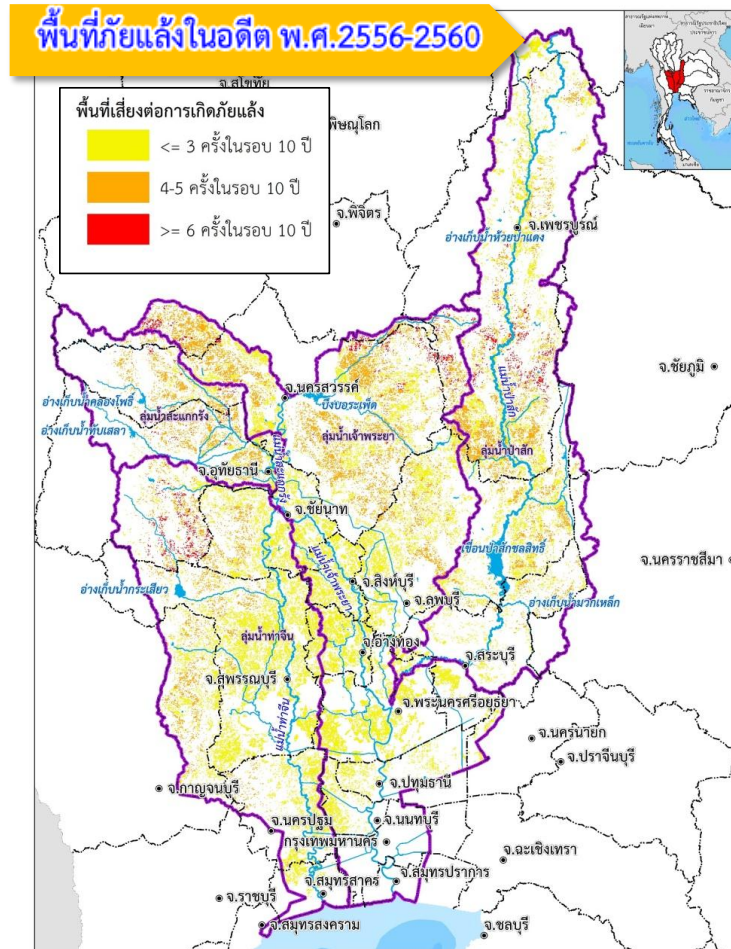 พื้นที่ภัยแล้งในอดีต พ.ศ.2556-2560
จ.สุโขทัย
พื้นที่เสี่ยงต่อการเกิดภัยแล้ง
<= 3 ครั้งในรอบ 10 ปี
4-5 ครั้งในรอบ 10 ปี
>= 6 ครั้งในรอบ 10 ปี
พิษณุโลก
จ.พิจิตร
จ.เพชรบูรณ์
อ่างเก็บน้ำห้วยป่าแดง
จ.ชัยภูมิ
แม่น้ำป่าสัก
จ.นครสวรรค์
บึงบอระเพ็ด
อ่างเก็บน้ำคลองโพธิ์
ลุ่มน้ำสะแกกรัง
อ่างเก็บน้ำทับเสลา
ลุ่มน้ำเจ้าพระยา
ลุ่มน้ำป่าสัก
จ.อุทัยธานี
แม่น้ำสะแกกรัง
จ.ชัยนาท
แม่น้ำเจ้าพระยา
เขื่อนป่าสักชลสิทธิ์
จ.นครราชสีมา
จ.สิงห์บุรี
อ่างเก็บน้ำกระเสียว
จ.ลพบุรี
อ่างเก็บน้ำมวกเหล็ก
ลุ่มน้ำท่าจีน
จ.อ่างทอง
จ.สระบุรี
จ.สุพรรณบุรี
จ.พระนครศรีอยุธยา
แม่น้ำท่าจีน
จ.นครนายก
จ.ปราจีนบุรี
จ.กาญจนบุรี
จ.ปทุมธานี
จ.นครปฐม
จ.นนทบุรี
กรุงเทพมหานคร
จ.ฉะเชิงเทรา
จ.สมุทรสาคร
จ.สมุทรปราการ
จ.ราชบุรี
จ.สมุทรสงคราม
จ.ชลบุรี